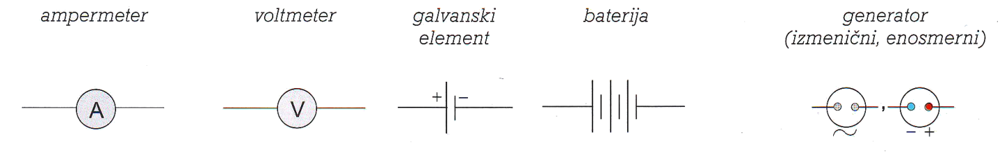 ampermeter
voltmeter
galvanski
element
baterija
generator
(izmenični, enosmerni)
A
V
+ −
,
∼
− +